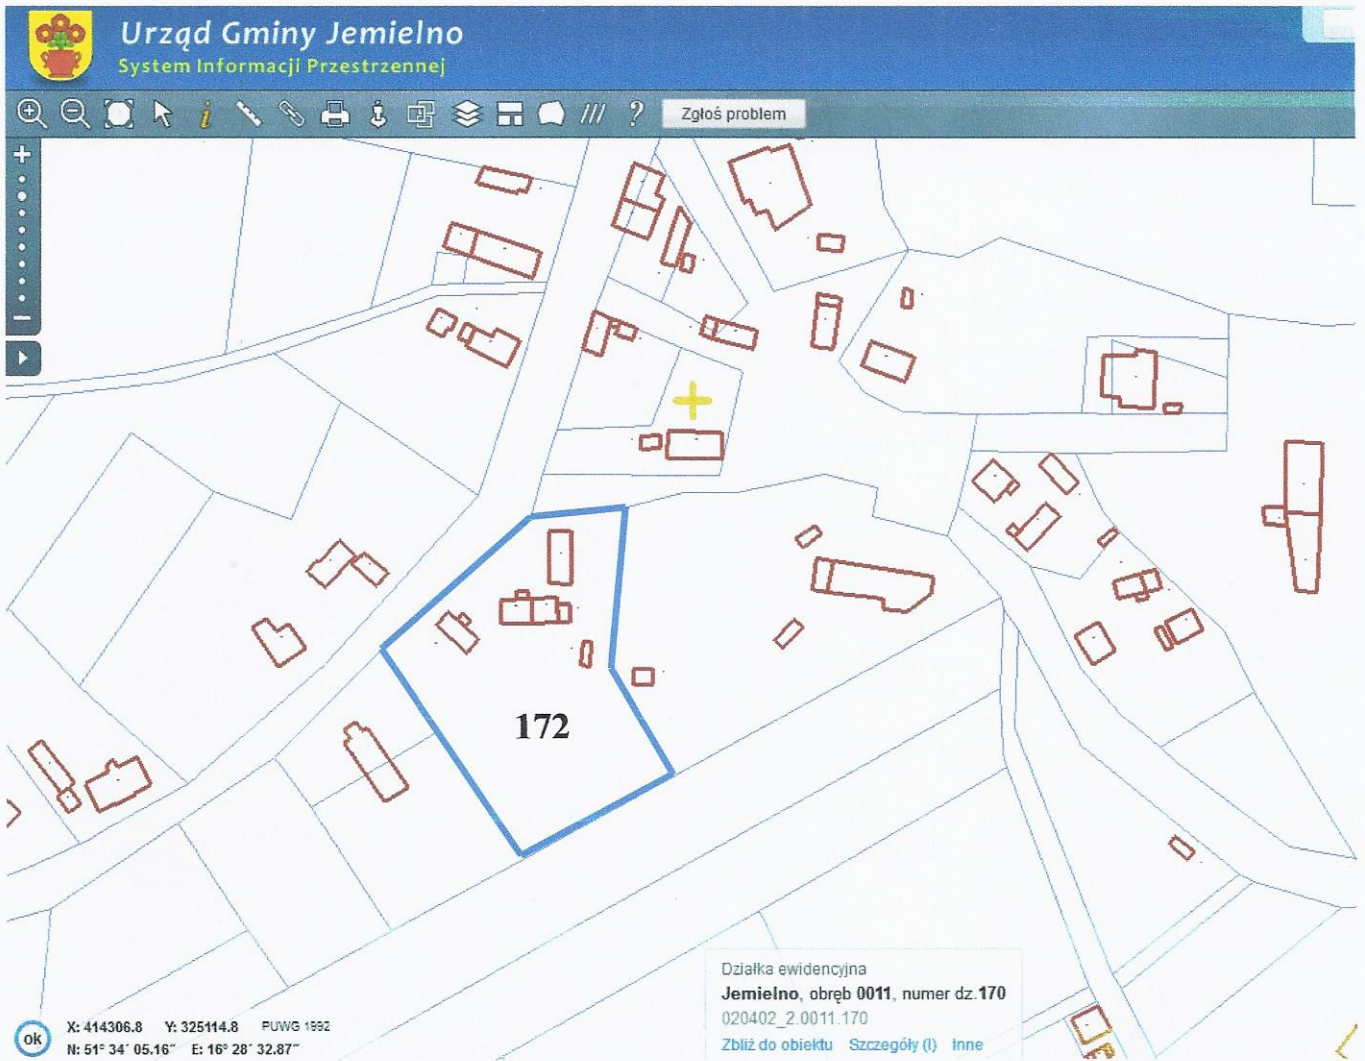 Urząd Gminy Jemielno
System Informacji Przestrzennej
Zgłoś problem
172
Działka ewidencyjna
Jemielno, obręb 0011, numer dz.170
020402_2.0011.170
Zbliż do obiektu Szczegóły (I) Inne
ok
X: 414306.8 Y: 325114.8 PUWG 1992
N: 51° 34' 05.16" E: 16° 28' 32.87"